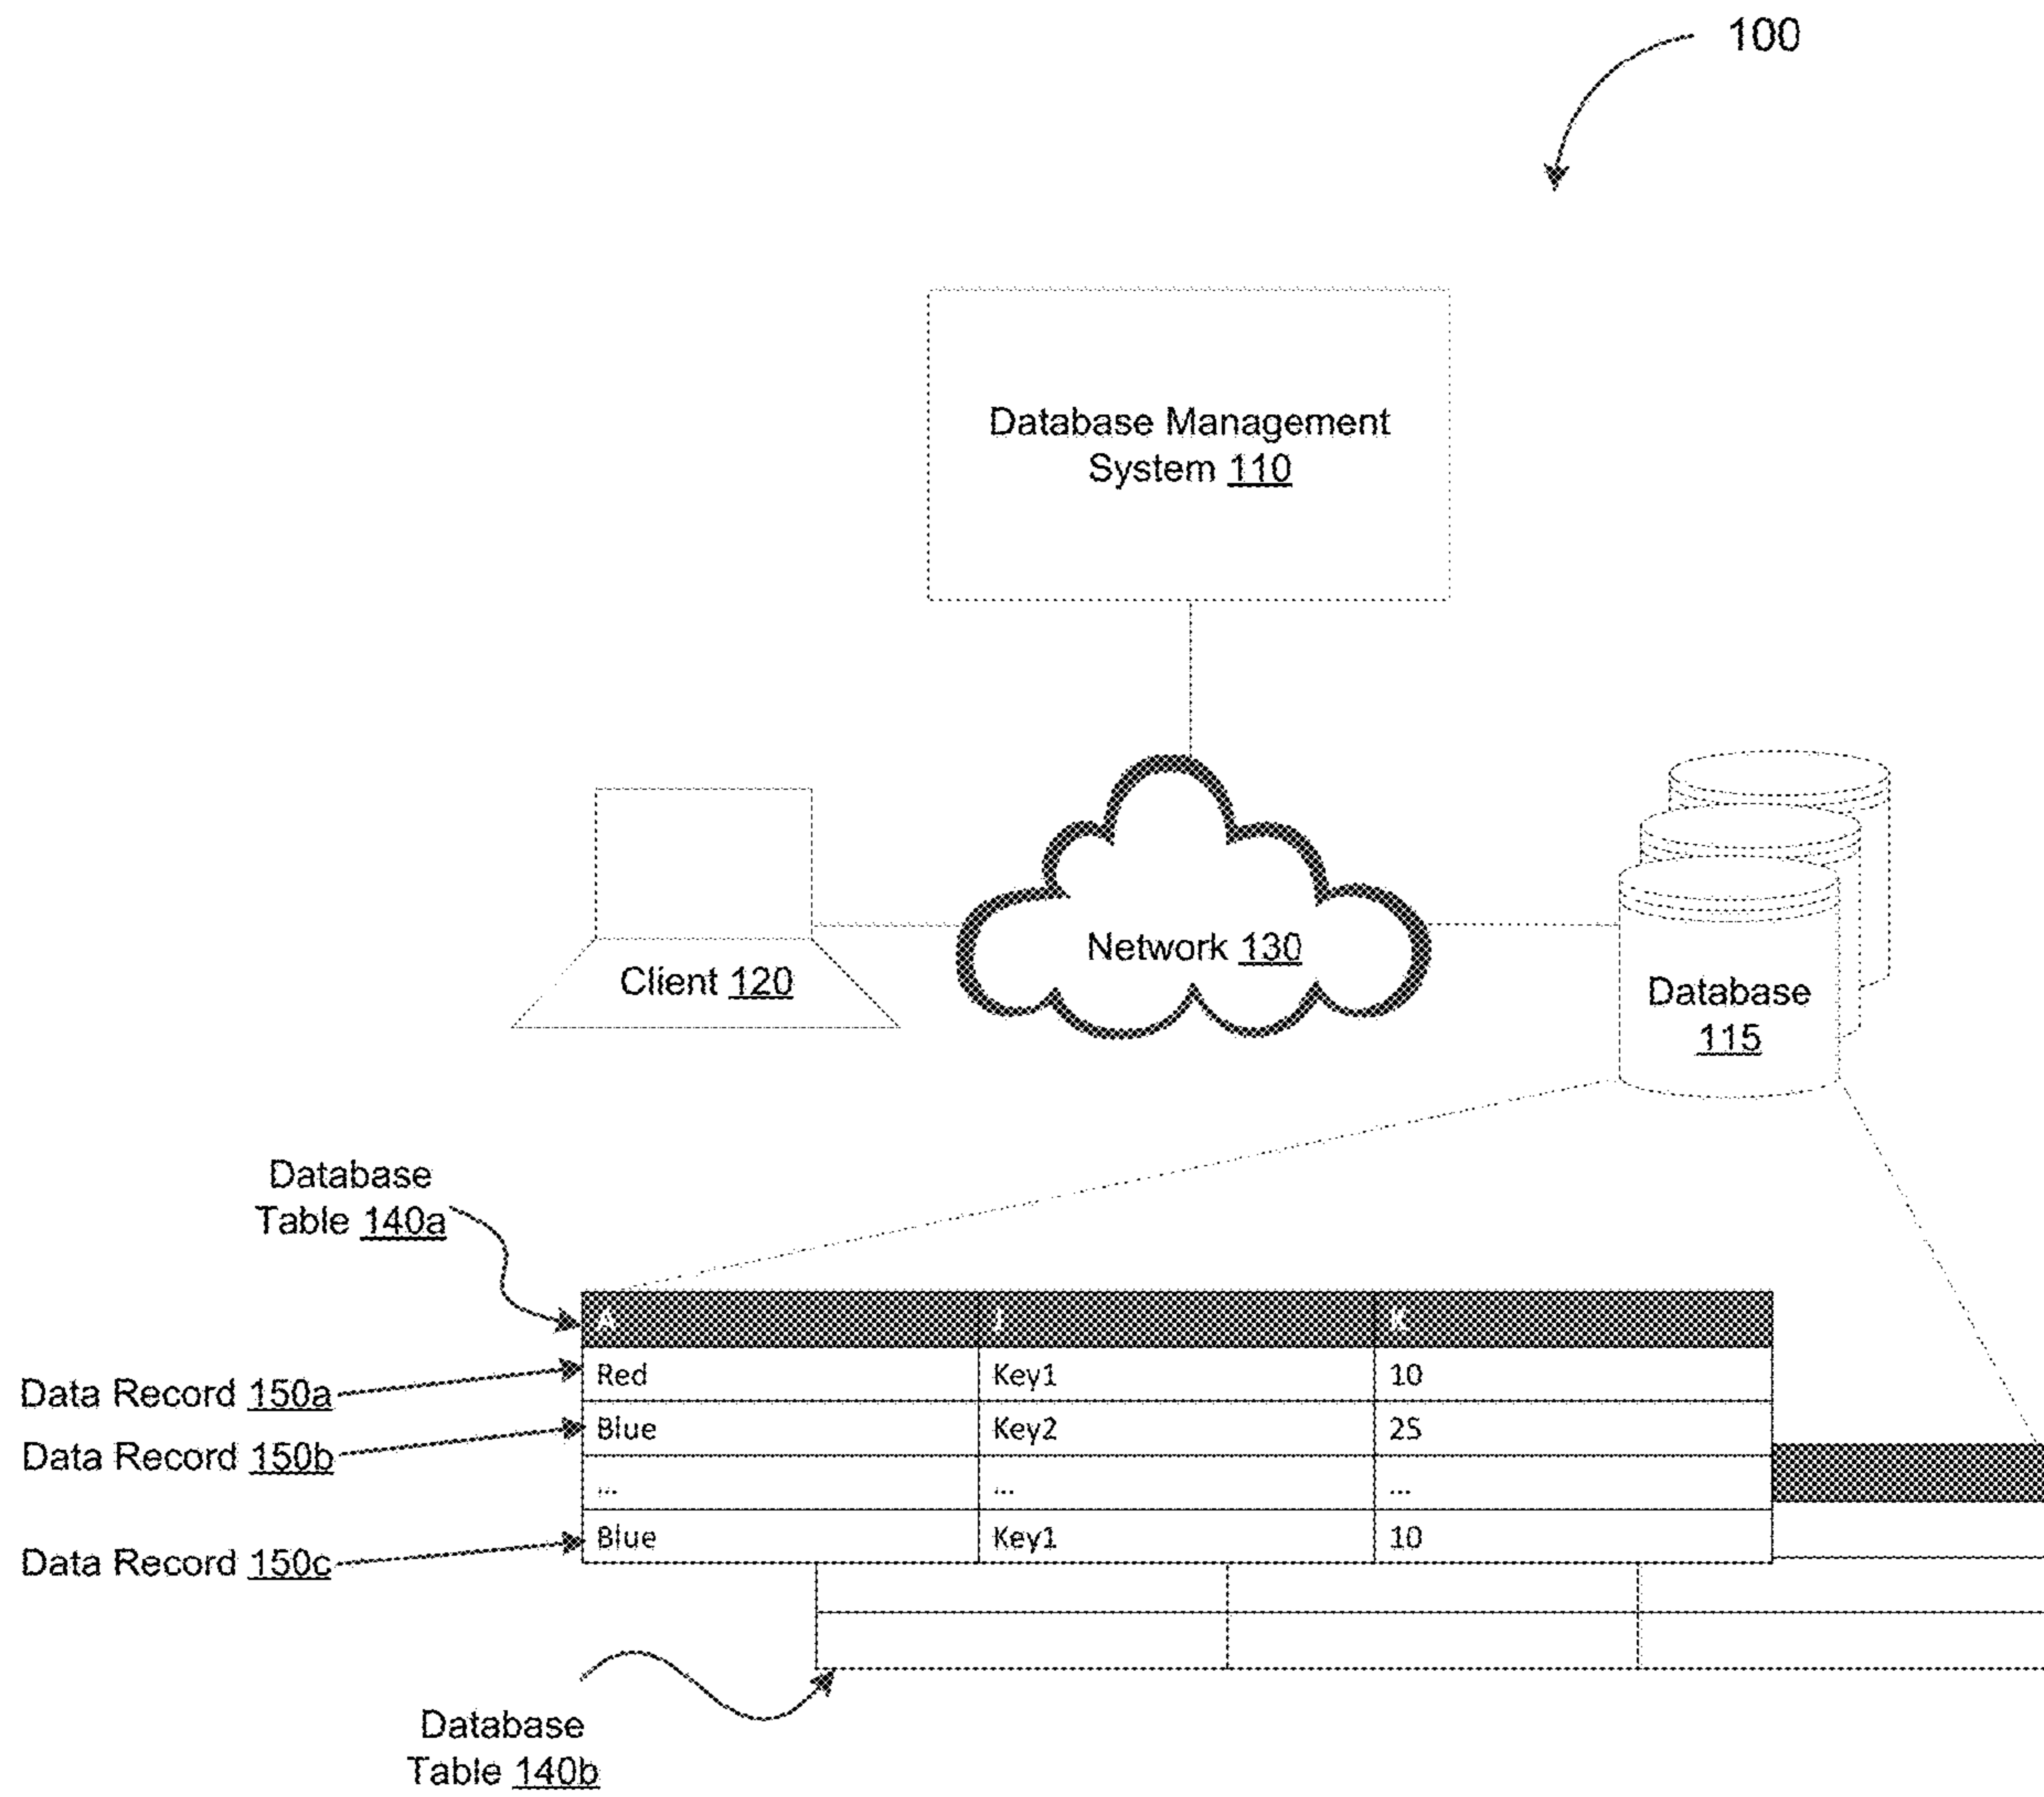 100
Database Management
System 110
Network 130
Client 120
Database
115
Database
Table 140a
A J K
Data Record 150a Red Key1 10
Data Record 150b Blue Key2 25
... ... ...
Data Record 150c Blue Key1 10
Database
Table 140b